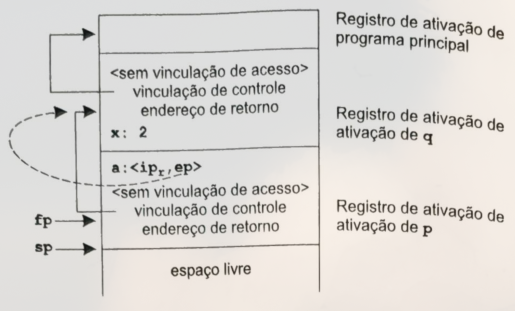 Registro de ativação de
programa principal
<sem vinculação de acesso>
vinculação de controle
endereço de retorno
x: 2
Registro de ativação de
ativação de q
a:<ipr,ep>
<sem vinculação de acesso>
vinculação de controle
endereço de retorno
Registro de ativação de
ativação de p
fp
sp
espaço livre